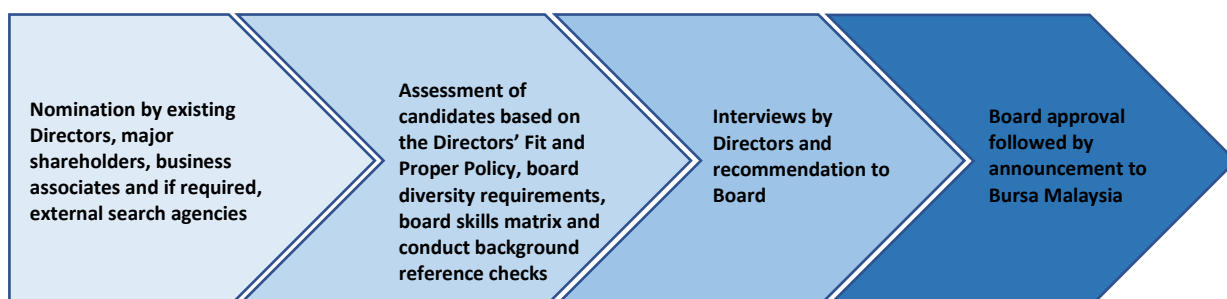 Nomination by existing
Directors, major
shareholders, business
associates and if required,
external search agencies
Assessment of
candidates based on
the Directors’ Fit and
Proper Policy, board
diversity requirements,
board skills matrix and
conduct background
reference checks
Interviews by
Directors and
recommendation to
Board
Board approval
followed by
announcement to
Bursa Malaysia